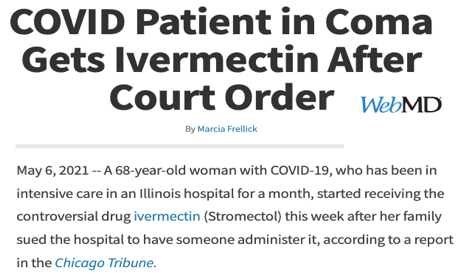 COVID Patient in Coma
Gets Ivermectin After
Court Order
WebMD
By Marcia Frellick
May 6, 2021 -- A 68-year-old woman with COVID-19, who has been in
intensive care in an Illinois hospital for a month, started receiving the
controversial drug ivermectin (Stromectol) this week after her family
sued the hospital to have someone administer it, according to a report
in the Chicago Tribune.